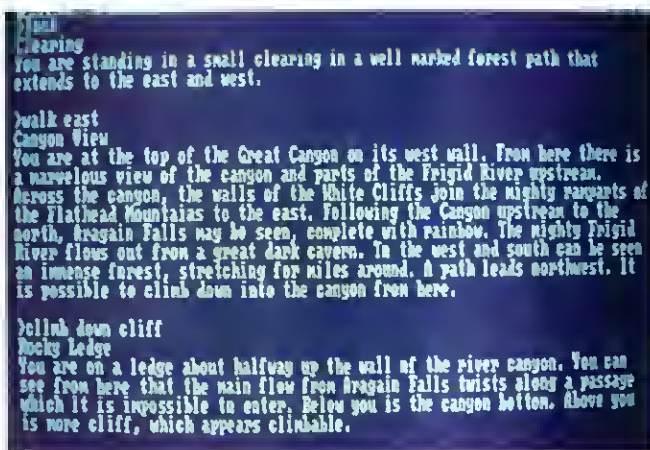 Clearing
You are standing in a small clearing in a well marked forest path that
extends to the east and west.
>walk east
Canyon View
You are at the top of the Great Canyon on its west wall. From here there is
a marvelous view of the canyon and parts of the Frigid River upstream.
Across the canyon, the walls of the White Cliffs join the mighty ramparts of
the Flathead Mountains to the east. Following the Canyon upstream to the
north, Aragain Falls may be seen, complete with rainbow. The mighty Frigid
River flows out from a great dark cavern. In the west and south can be seen
an immense forest, stretching for miles around. A path leads northwest. It
is possible to climb down into the canyon from here.
>climb down cliff
Rocky Ledge
You are on a ledge about halfway up the wall of the river canyon. You can
see from here that the main flow from Aragain Falls twists along a passage
which it is impossible to enter. Below you is the canyon bottom. Above you
is more cliff, which appears climbable.